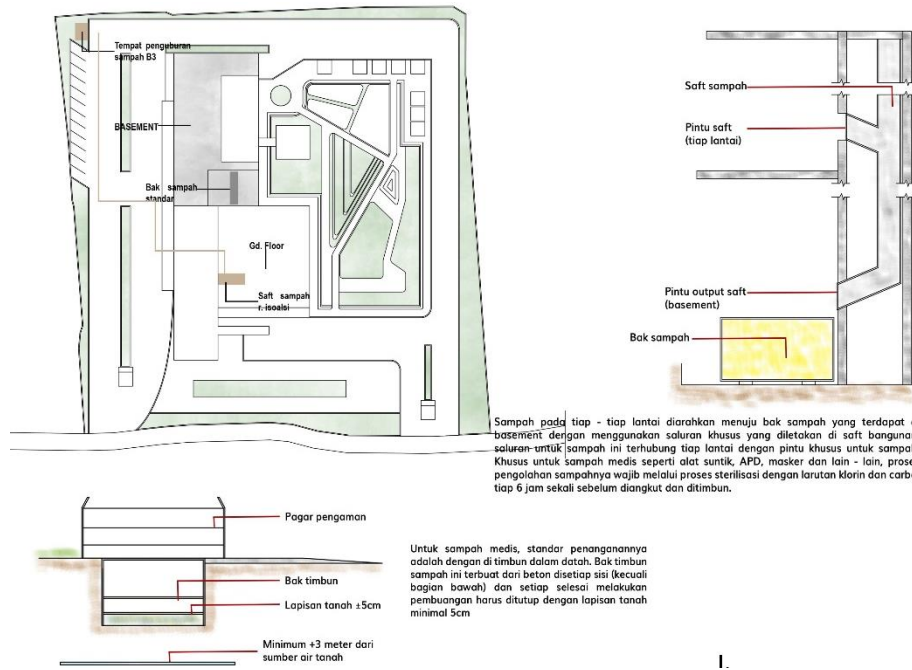 Tempat penguburan
sampah B3
BASEMENT
Bak sampah
standar
Gd. Floor
Saft sampah
r. isoalsi
Saft sampah
Pintu saft
(tiap lantai)
Pintu output saft
(basement)
Bak sampah
Sampah pada tiap - tiap lantai diarahkan menuju bak sampah yang terdapat
basement dengan menggunakan saluran khusus yang diletakan di saft bangunan
saluran untuk sampah ini terhubung tiap lantai dengan pintu khusus untuk sampah
Khusus untuk sampah medis seperti alat suntik, APD, masker dan lain - lain, proses
pengolahan sampahnya wajib melalui proses sterilisasi dengan larutan klorin dan
tiap 6 jam sekali sebelum diangkut dan ditimbun.
Pagar pengaman
Bak timbun
Lapisan tanah ±5cm
Minimum +3 meter dari
sumber air tanah
Untuk sampah medis, standar penanganannya
adalah dengan di timbun dalam datah. Bak timbun
sampah ini terbuat dari beton disetiap sisi (kecuali
bagian bawah) dan setiap selesai melakukan
pembuangan harus ditutup dengan lapisan tanah
minimal 5cm